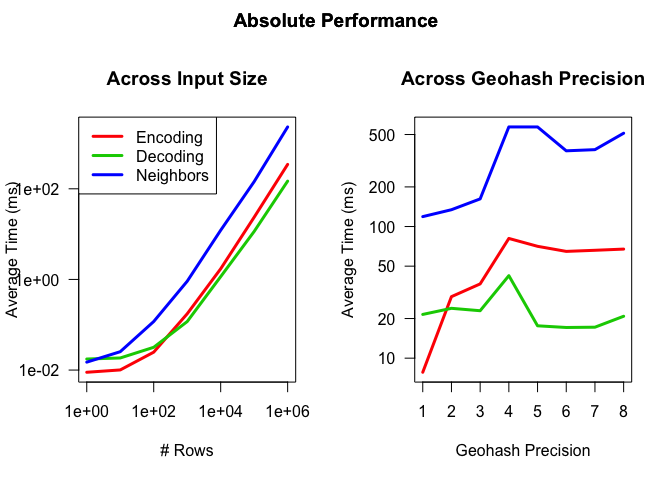 Absolute Performance
Across Input Size
Encoding
Decoding
Neighbors
Average Time (ms)
1e+02
1e+00
1e-02
1e+00 1e+02 1e+04 1e+06
# Rows
Across Geohash Precision
Average Time (ms)
500
200
100
50
20
10
1 2 3 4 5 6 7 8
Geohash Precision